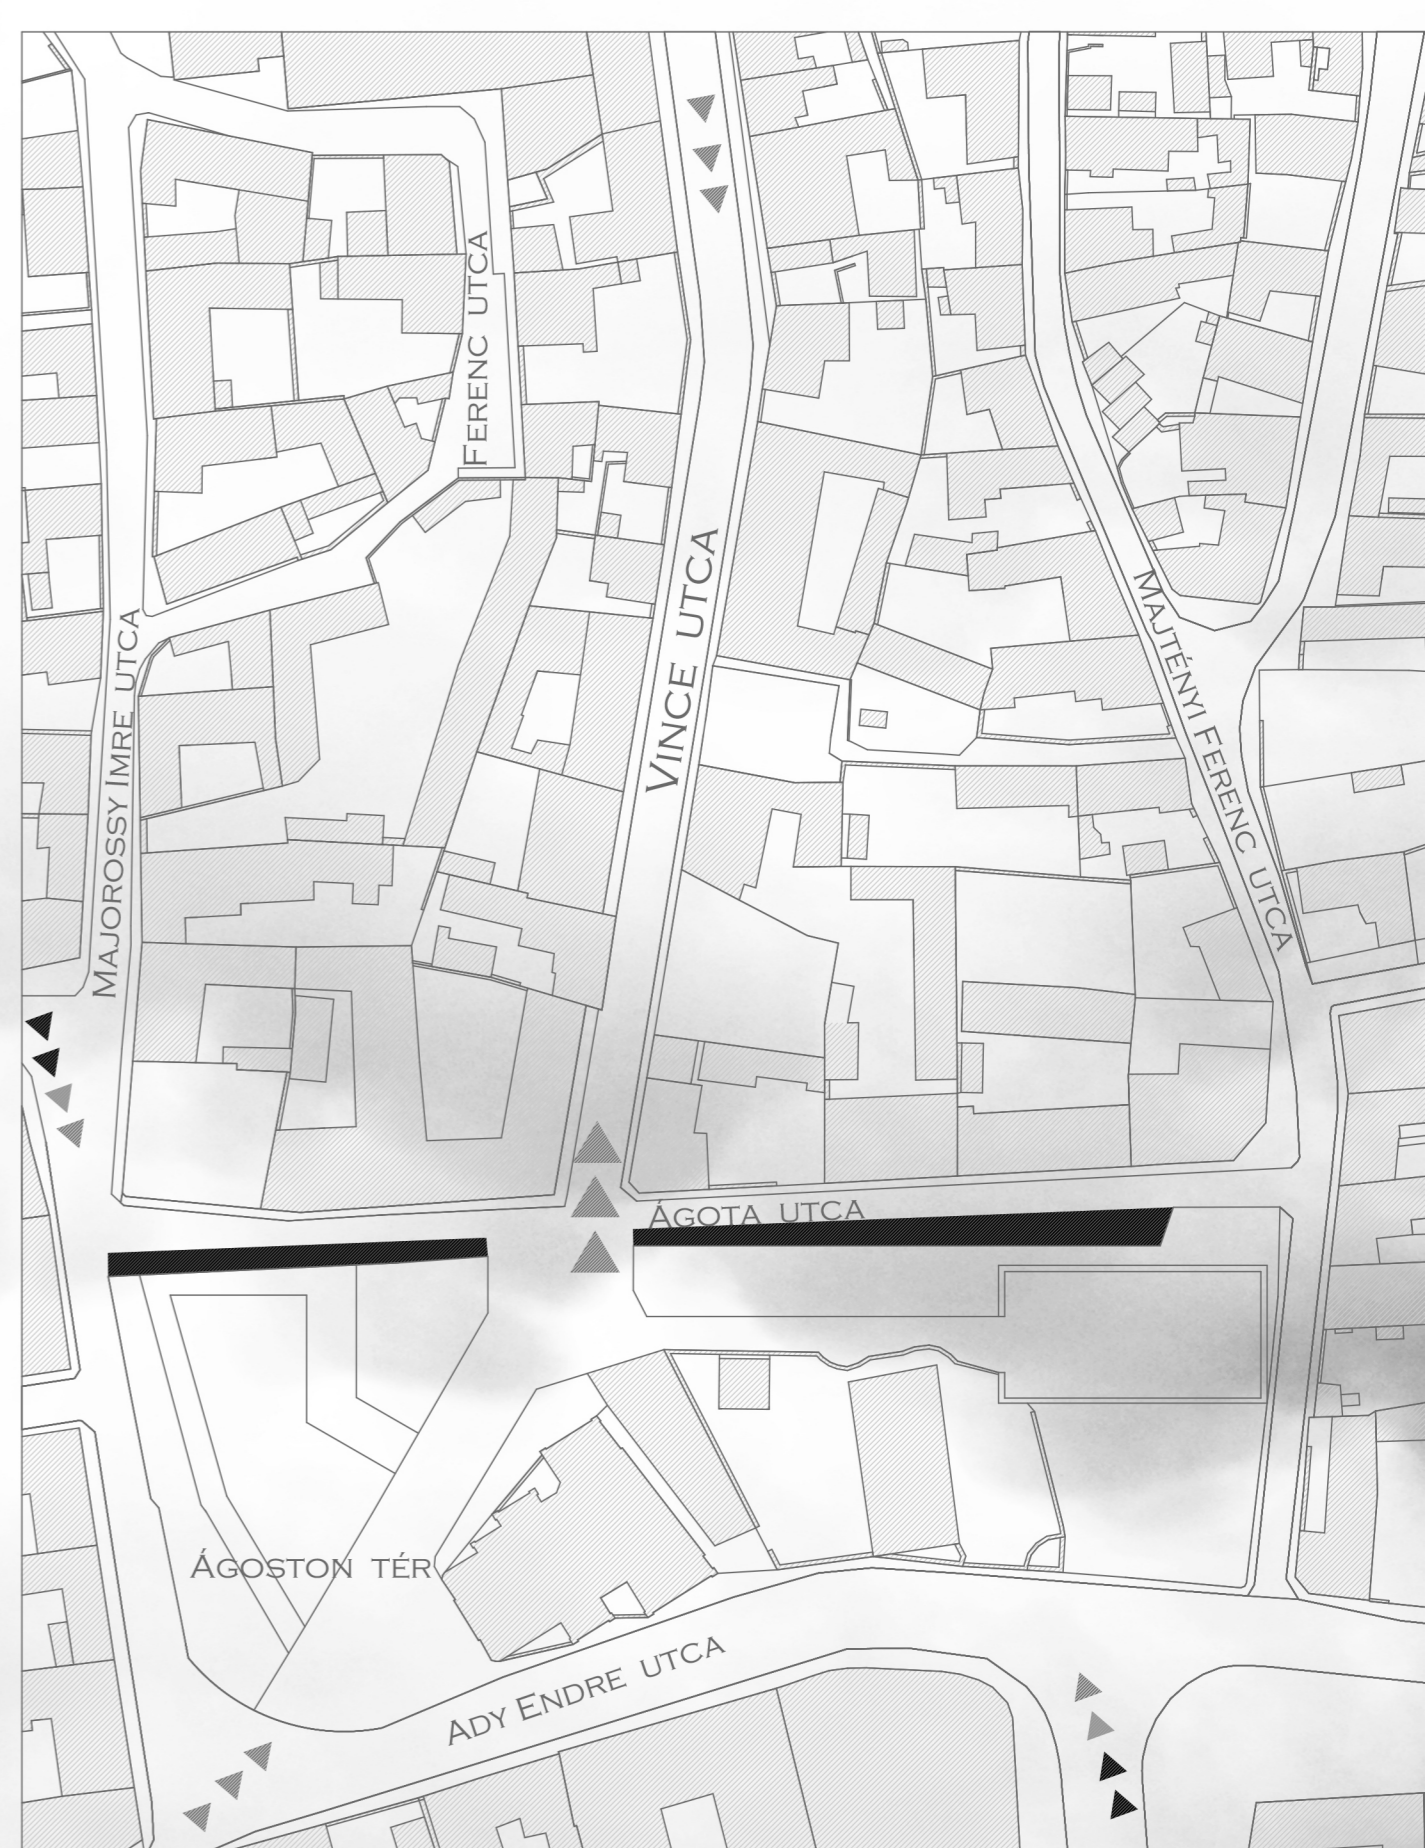 FERENC UTCA
VINCE UTCA
MAJOROSSY IMRE UTCA
MAJTÉNYI FERENC UTCA
ÁGOTA UTCA
ÁGOSTON TÉR
ADY ENDRE UTCA